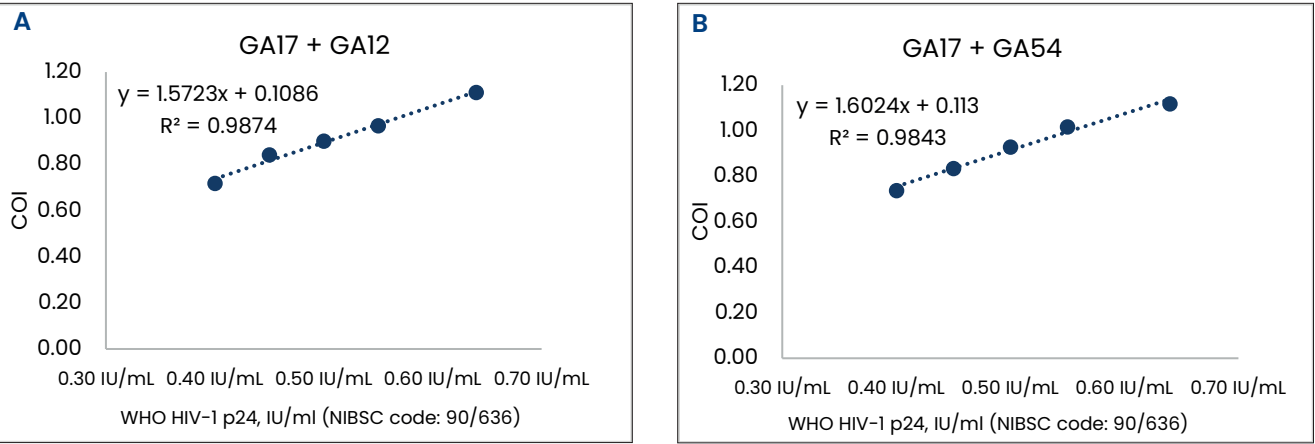 A
GA17 + GA12
y = 1.5723x + 0.1086
R² = 0.9874
COI
1.20
1.00
0.80
0.60
0.40
0.20
0.00
0.30 IU/mL 0.40 IU/mL 0.50 IU/mL 0.60 IU/mL 0.70 IU/mL
WHO HIV-1 p24, IU/ml (NIBSC code: 90/636)
B
GA17 + GA54
y = 1.6024x + 0.113
R² = 0.9843
COI
1.20
1.00
0.80
0.60
0.40
0.20
0.00
0.30 IU/mL 0.40 IU/mL 0.50 IU/mL 0.60 IU/mL 0.70 IU/mL
WHO HIV-1 p24, IU/ml (NIBSC code: 90/636)